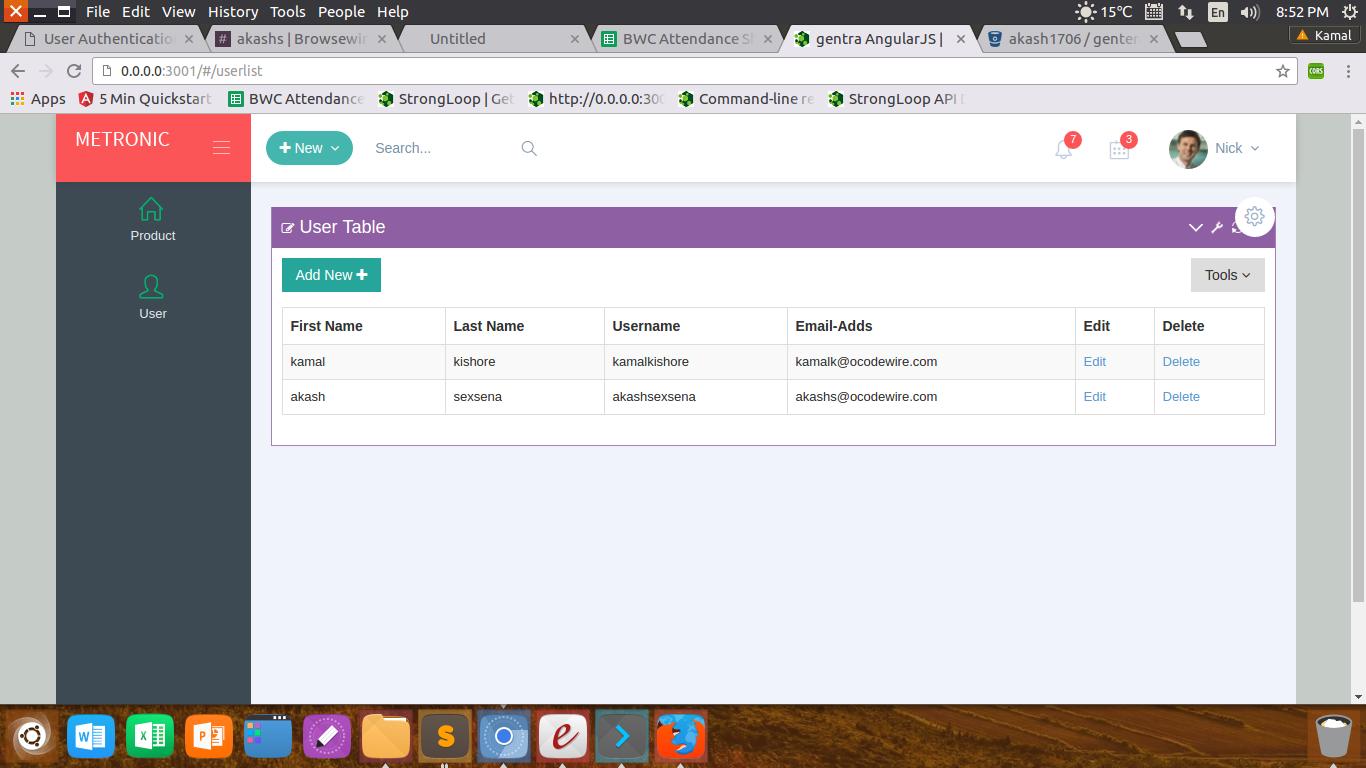 File Edit View History Tools People Help
15°C En 8:52 PM
User Authenticatio
# akashs | Browsewir
Untitled
BWC Attendance Sh
gentra AngularJS |
akash1706 / genter
Kamal
0.0.0.0:3001/#/userlist
CORS
Apps
5 Min Quickstart
BWC Attendance
StrongLoop | Get
http://0.0.0.0:300
Command-line re
StrongLoop API D
METRONIC
New
Search...
7
3
Nick
Product
User
User Table
Add New
Tools
First Name Last Name Username Email-Adds Edit Delete
kamal kishore kamalkishore kamalk@ocodewire.com Edit Delete
akash sexsena akashsexsena akashs@ocodewire.com Edit Delete
W X P S e